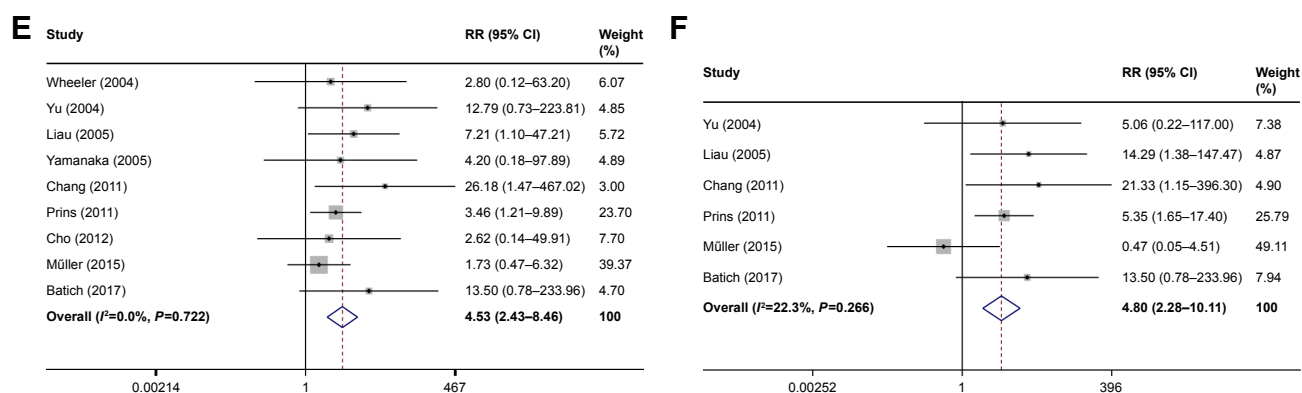 E
Study RR (95% CI) Weight
(%)
Wheeler (2004) 2.80 (0.12–63.20) 6.07
Yu (2004) 12.79 (0.73–223.81) 4.85
Liau (2005) 7.21 (1.10–47.21) 5.72
Yamanaka (2005) 4.20 (0.18–97.89) 4.89
Chang (2011) 26.18 (1.47–467.02) 3.00
Prins (2011) 3.46 (1.21–9.89) 23.70
Cho (2012) 2.62 (0.14–49.91) 7.70
Műller (2015) 1.73 (0.47–6.32) 39.37
Batich (2017) 13.50 (0.78–233.96) 4.70
Overall (I²=0.0%, P=0.722) 4.53 (2.43–8.46) 100
0.00214 1 467
F
Study RR (95% CI) Weight
(%)
Yu (2004) 5.06 (0.22–117.00) 7.38
Liau (2005) 14.29 (1.38–147.47) 4.87
Chang (2011) 21.33 (1.15–396.30) 4.90
Prins (2011) 5.35 (1.65–17.40) 25.79
Műller (2015) 0.47 (0.05–4.51) 49.11
Batich (2017) 13.50 (0.78–233.96) 7.94
Overall (I²=22.3%, P=0.266) 4.80 (2.28–10.11) 100
0.00252 1 396